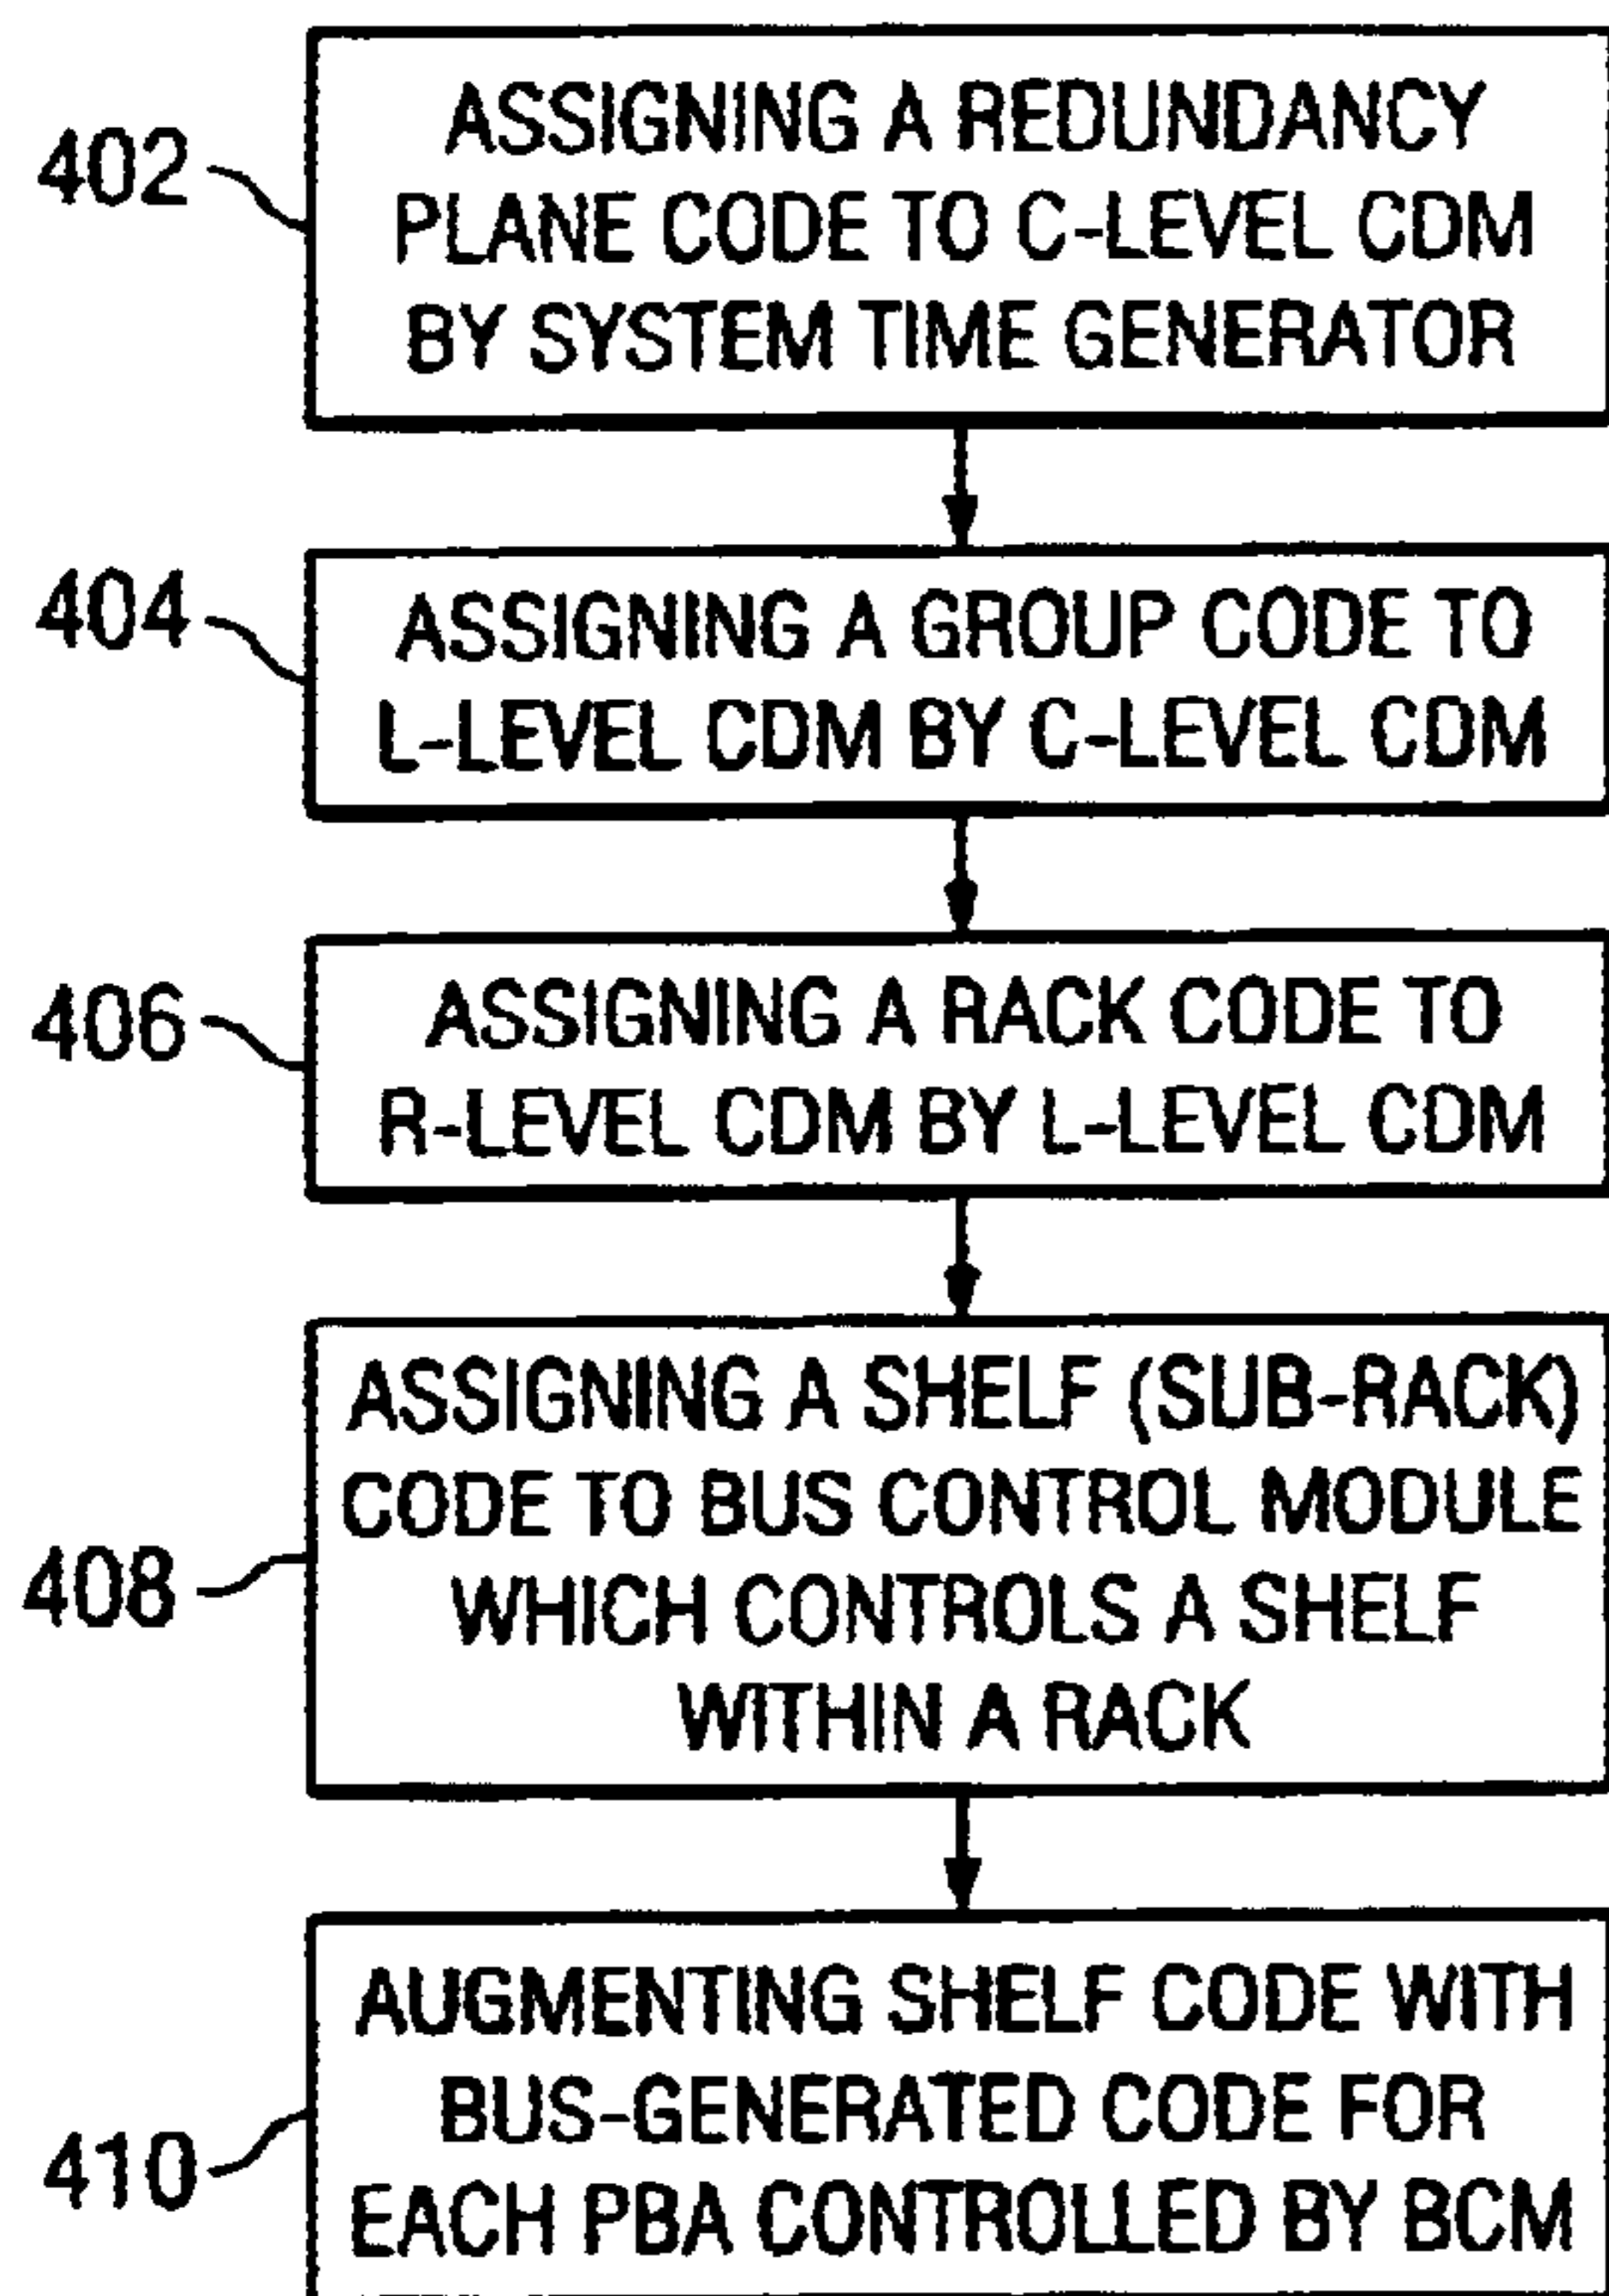 402
ASSIGNING A REDUNDANCY
PLANE CODE TO C-LEVEL CDM
BY SYSTEM TIME GENERATOR
404
ASSIGNING A GROUP CODE TO
L-LEVEL CDM BY C-LEVEL CDM
406
ASSIGNING A RACK CODE TO
R-LEVEL CDM BY L-LEVEL CDM
408
ASSIGNING A SHELF (SUB-RACK)
CODE TO BUS CONTROL MODULE
WHICH CONTROLS A SHELF
WITHIN A RACK
410
AUGMENTING SHELF CODE WITH
BUS-GENERATED CODE FOR
EACH PBA CONTROLLED BY BCM